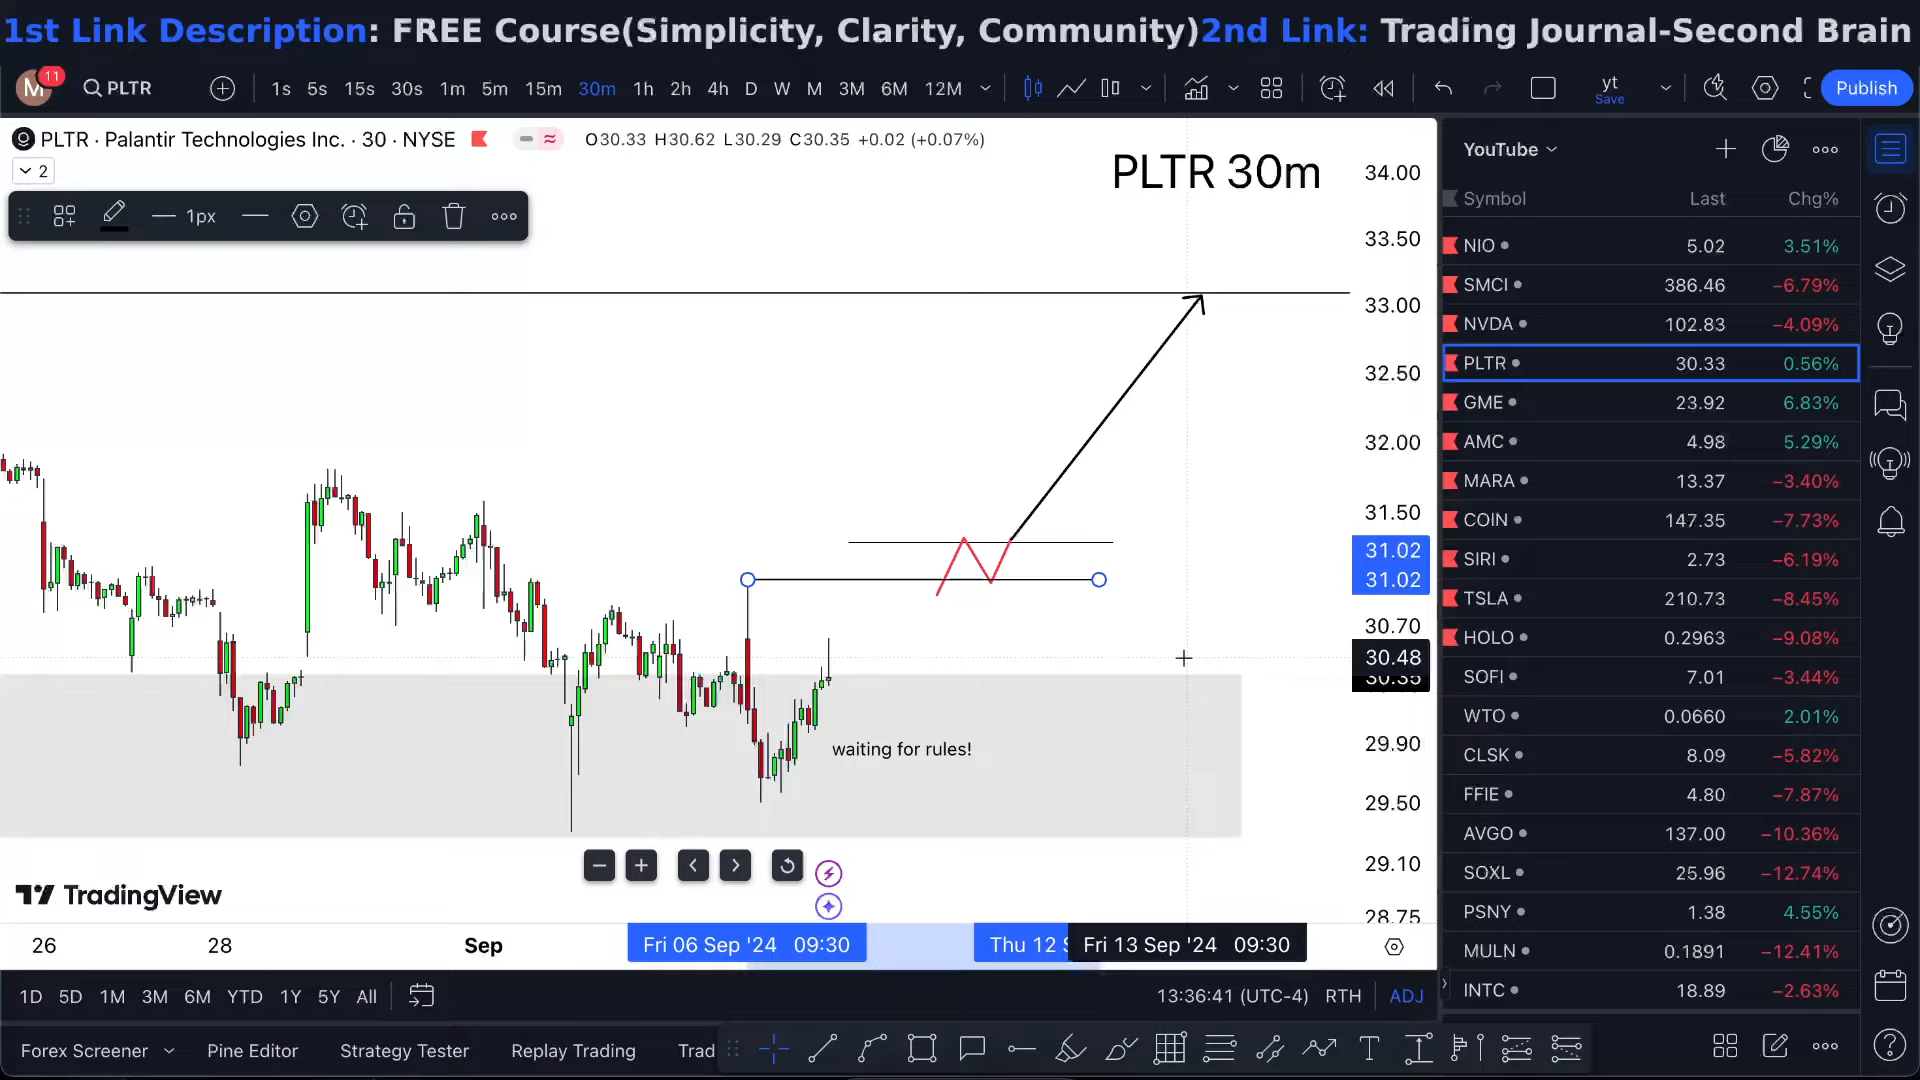 1st Link Description: FREE Course(Simplicity, Clarity, Community)2nd Link: Trading Journal-Second Brain
M 11 PLTR 1s 5s 15s 30s 1m 5m 15m 30m 1h 2h 4h D W M 3M 6M 12M yt Save Publish
PLTR · Palantir Technologies Inc. · 30 · NYSE O30.33 H30.62 L30.29 C30.35 +0.02 (+0.07%)
2
1px
PLTR 30m
34.00
33.50
33.00
32.50
32.00
31.50
31.02
31.02
30.70
30.48
30.35
29.90
29.50
29.10
28.75
waiting for rules!
TradingView
26 28 Sep Fri 06 Sep '24 09:30 Thu 12 Fri 13 Sep '24 09:30
1D 5D 1M 3M 6M YTD 1Y 5Y All 13:36:41 (UTC-4) RTH ADJ
Forex Screener Pine Editor Strategy Tester Replay Trading Trad
YouTube
Symbol Last Chg%
NIO 5.02 3.51%
SMCI 386.46 −6.79%
NVDA 102.83 −4.09%
PLTR 30.33 0.56%
GME 23.92 6.83%
AMC 4.98 5.29%
MARA 13.37 −3.40%
COIN 147.35 −7.73%
SIRI 2.73 −6.19%
TSLA 210.73 −8.45%
HOLO 0.2963 −9.08%
SOFI 7.01 −3.44%
WTO 0.0660 2.01%
CLSK 8.09 −5.82%
FFIE 4.80 −7.87%
AVGO 137.00 −10.36%
SOXL 25.96 −12.74%
PSNY 1.38 4.55%
MULN 0.1891 −12.41%
INTC 18.89 −2.63%